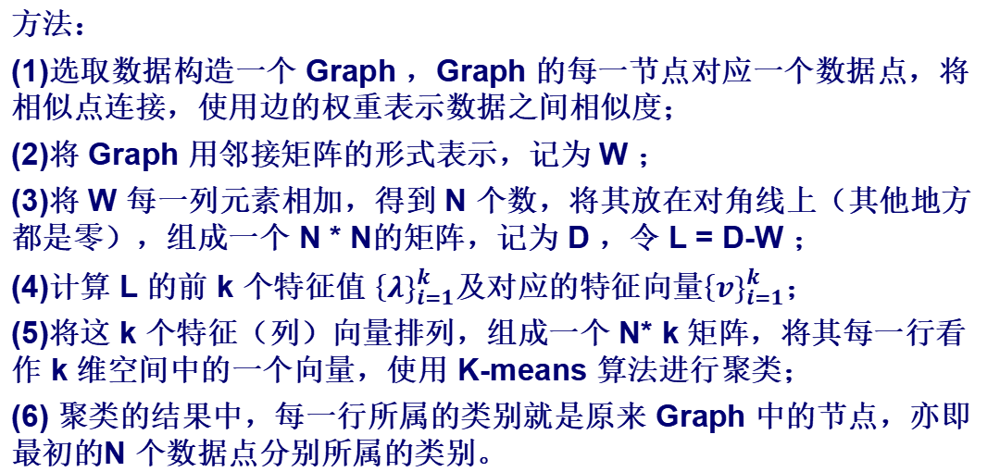 方法：
(1)选取数据构造一个 Graph ，Graph 的每一节点对应一个数据点，将
相似点连接，使用边的权重表示数据之间相似度；
(2)将 Graph 用邻接矩阵的形式表示，记为 W ；
(3)将 W 每一列元素相加，得到 N 个数，将其放在对角线上（其他地方
都是零），组成一个 N * N的矩阵，记为 D ，令 L = D-W ；
(4)计算 L 的前 k 个特征值 {λ}ᵏᵢ₌₁及对应的特征向量{v}ᵏᵢ₌₁；
(5)将这 k 个特征（列）向量排列，组成一个 N* k 矩阵，将其每一行看
作 k 维空间中的一个向量，使用 K-means 算法进行聚类；
(6) 聚类的结果中，每一行所属的类别就是原来 Graph 中的节点，亦即
最初的N 个数据点分别所属的类别。